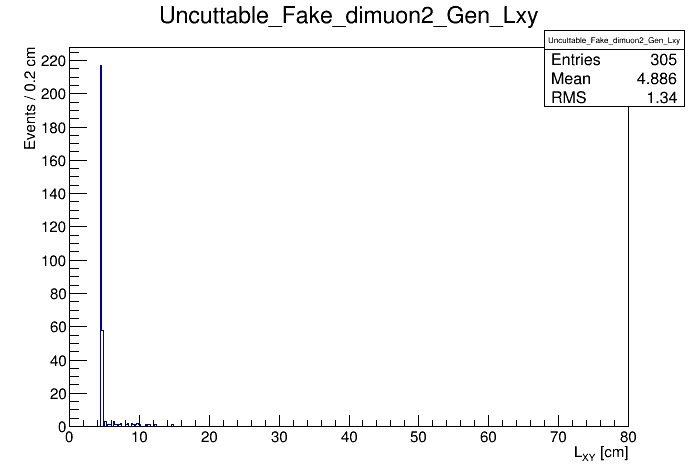 Uncuttable_Fake_dimuon2_Gen_Lxy
Uncuttable_Fake_dimuon2_Gen_Lxy
Entries 305
Mean 4.886
RMS 1.34
Events / 0.2 cm
220
200
180
160
140
120
100
80
60
40
20
0
0 10 20 30 40 50 60 70 80
LXY [cm]